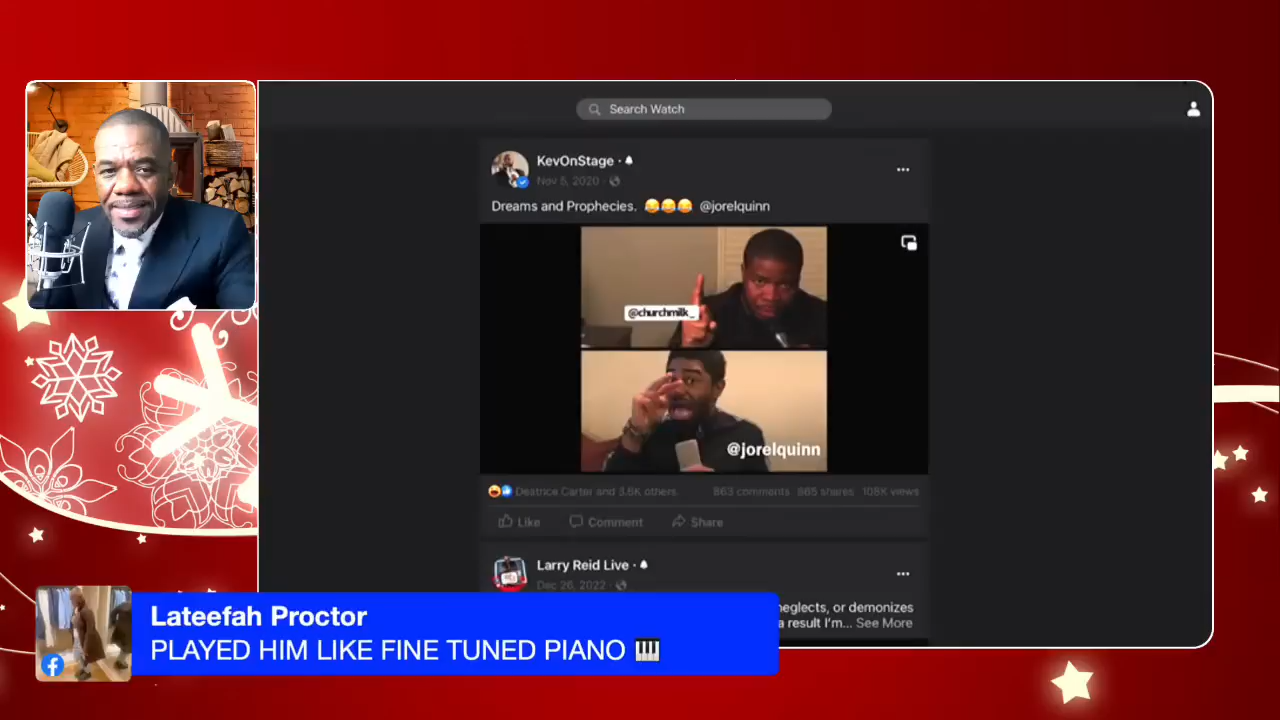 Search Watch
KevOnStage ·
Nov 5, 2020 ·
Dreams and Prophecies. 😂😂😂 @jorelquinn
@churchmilk_
@jorelquinn
Deatrice Carter and 3.6K others
863 comments 865 shares 108K views
Like Comment Share
Larry Reid Live ·
Dec 26, 2022 ·
neglects, or demonizes
a result I'm... See More
Lateefah Proctor
PLAYED HIM LIKE FINE TUNED PIANO 🎹